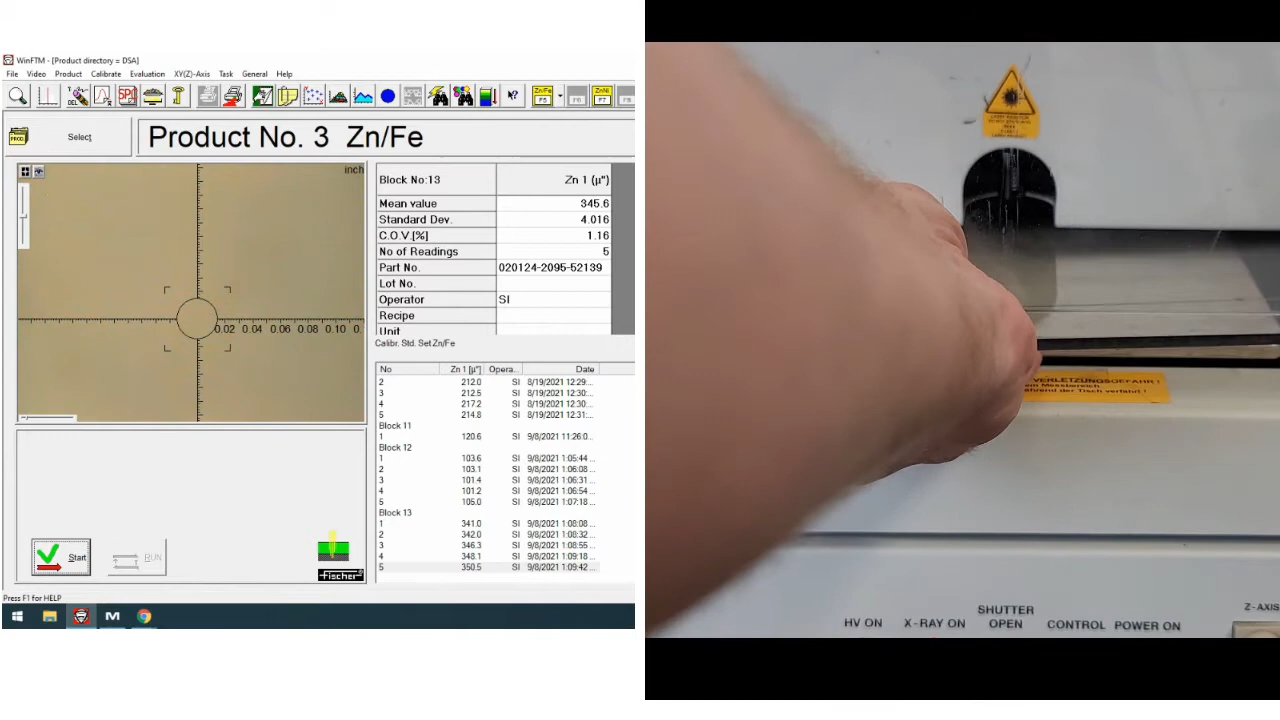 WinFTM - [Product directory = DSA]
File Video Product Calibrate Evaluation XY(Z)-Axis Task General Help
Select
Product No. 3 Zn/Fe
inch
0.02 0.04 0.06 0.08 0.10 0.
Block No:13 Zn 1 (µ")
Mean value 345.6
Standard Dev. 4.016
C.O.V.[%] 1.16
No of Readings 5
Part No. 020124-2095-52139
Lot No.
Operator SI
Recipe
Unit
Calibr. Std. Set Zn/Fe
No Zn 1 [µ"] Opera... Date
2 212.0 SI 8/19/2021 12:29:...
3 212.5 SI 8/19/2021 12:30:...
4 217.2 SI 8/19/2021 12:30:...
5 214.8 SI 8/19/2021 12:31:...
Block 11
1 120.6 SI 9/8/2021 11:26:0...
Block 12
1 103.6 SI 9/8/2021 1:05:44 ...
2 103.1 SI 9/8/2021 1:06:08 ...
3 101.4 SI 9/8/2021 1:06:31 ...
4 101.2 SI 9/8/2021 1:06:54 ...
5 105.0 SI 9/8/2021 1:07:18 ...
Block 13
1 341.0 SI 9/8/2021 1:08:08 ...
2 342.0 SI 9/8/2021 1:08:32 ...
3 346.3 SI 9/8/2021 1:08:55 ...
4 348.1 SI 9/8/2021 1:09:18 ...
5 350.5 SI 9/8/2021 1:09:42 ...
Start
RUN
fischer
Press F1 for HELP
VERLETZUNGSGEFAHR !
Messbereich
der Tisch verfährt !
HV ON X-RAY ON SHUTTER OPEN CONTROL POWER ON
Z-AXIS